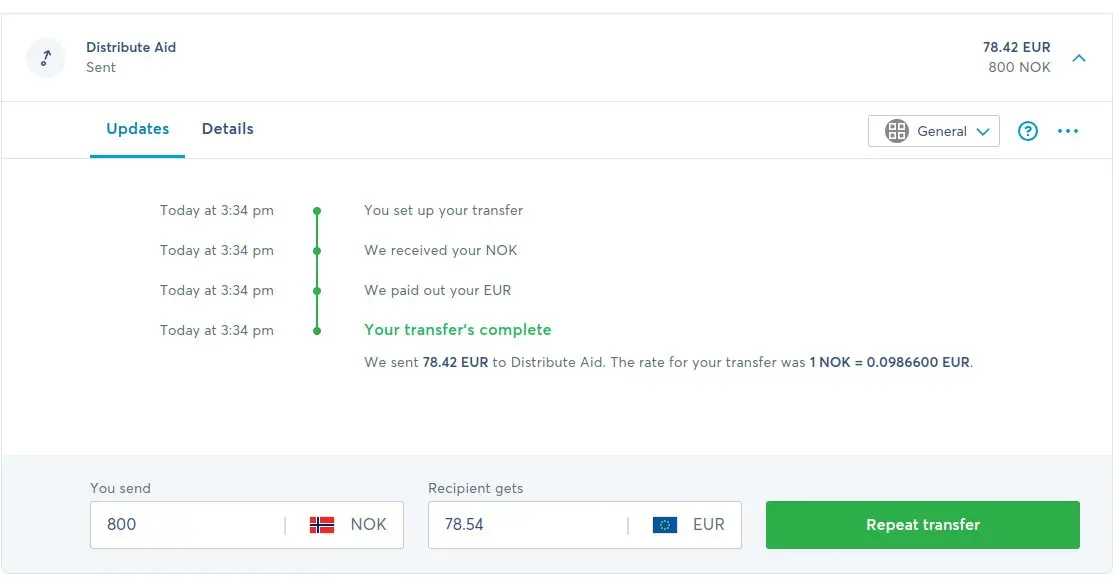 Distribute Aid
Sent
78.42 EUR
800 NOK
Updates
Details
General
?
Today at 3:34 pm You set up your transfer
Today at 3:34 pm We received your NOK
Today at 3:34 pm We paid out your EUR
Today at 3:34 pm Your transfer's complete
We sent 78.42 EUR to Distribute Aid. The rate for your transfer was 1 NOK = 0.0986600 EUR.
You send
800 NOK
Recipient gets
78.54 EUR
Repeat transfer